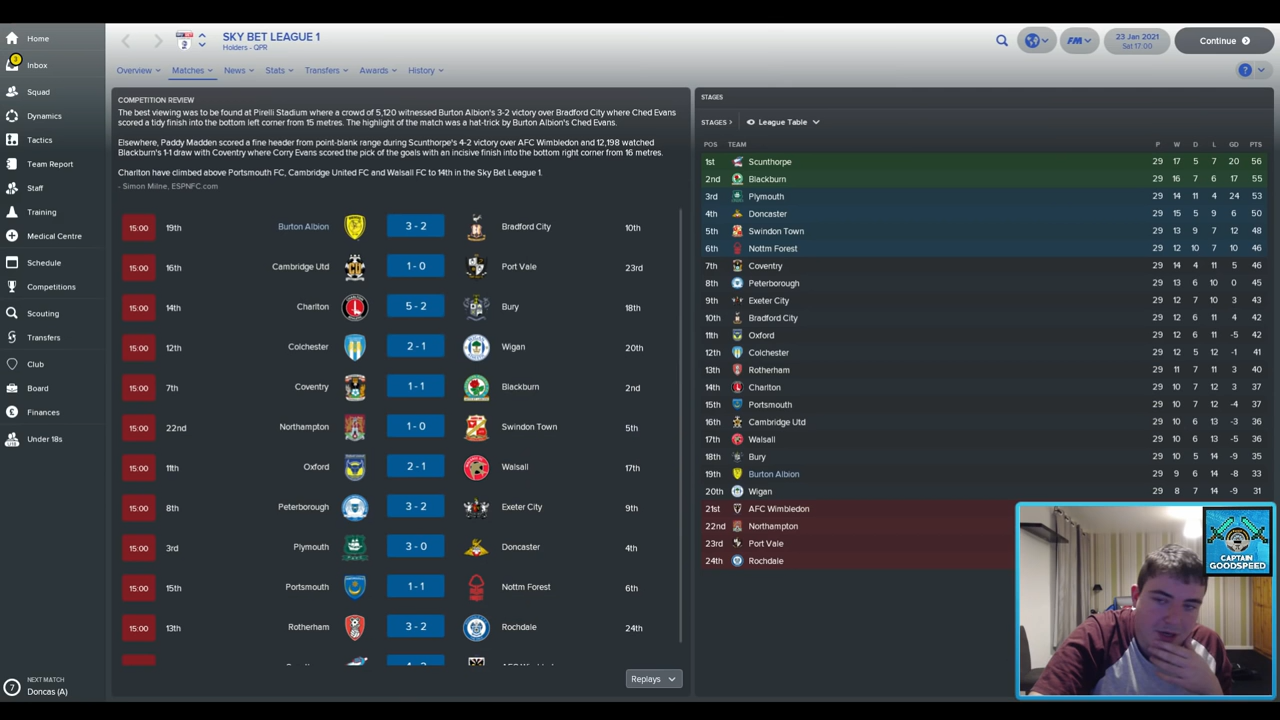 Home
Inbox
3
Squad
Dynamics
Tactics
Team Report
Staff
Training
Medical Centre
Schedule
Competitions
Scouting
Transfers
Club
Board
Finances
Under 18s
7
NEXT MATCH
Doncas (A)
SKY BET LEAGUE 1
Holders - QPR
FM
23 Jan 2021
Sat 17:00
Continue
Overview Matches News Stats Transfers Awards History
?
COMPETITION REVIEW
The best viewing was to be found at Pirelli Stadium where a crowd of 5,120 witnessed Burton Albion's 3-2 victory over Bradford City where Ched Evans
scored a tidy finish into the bottom left corner from 15 metres. The highlight of the match was a hat-trick by Burton Albion's Ched Evans.
Elsewhere, Paddy Madden scored a fine header from point-blank range during Scunthorpe's 4-2 victory over AFC Wimbledon and 12,198 watched
Blackburn's 1-1 draw with Coventry where Corry Evans scored the pick of the goals with an incisive finish into the bottom right corner from 16 metres.
Charlton have climbed above Portsmouth FC, Cambridge United FC and Walsall FC to 14th in the Sky Bet League 1.
- Simon Milne, ESPNFC.com
15:00 19th Burton Albion 3 - 2 Bradford City 10th
15:00 16th Cambridge Utd 1 - 0 Port Vale 23rd
15:00 14th Charlton 5 - 2 Bury 18th
15:00 12th Colchester 2 - 1 Wigan 20th
15:00 7th Coventry 1 - 1 Blackburn 2nd
15:00 22nd Northampton 1 - 0 Swindon Town 5th
15:00 11th Oxford 2 - 1 Walsall 17th
15:00 8th Peterborough 3 - 2 Exeter City 9th
15:00 3rd Plymouth 3 - 0 Doncaster 4th
15:00 15th Portsmouth 1 - 1 Nottm Forest 6th
15:00 13th Rotherham 3 - 2 Rochdale 24th
Replays
STAGES
STAGES > League Table
POS TEAM P W D L GD PTS
1st Scunthorpe 29 17 5 7 20 56
2nd Blackburn 29 16 7 6 17 55
3rd Plymouth 29 14 11 4 24 53
4th Doncaster 29 15 5 9 6 50
5th Swindon Town 29 13 9 7 12 48
6th Nottm Forest 29 12 10 7 10 46
7th Coventry 29 14 4 11 5 46
8th Peterborough 29 13 6 10 0 45
9th Exeter City 29 12 7 10 3 43
10th Bradford City 29 12 6 11 4 42
11th Oxford 29 12 6 11 -5 42
12th Colchester 29 12 5 12 -1 41
13th Rotherham 29 11 7 11 3 40
14th Charlton 29 10 7 12 3 37
15th Portsmouth 29 10 7 12 -4 37
16th Cambridge Utd 29 10 6 13 -3 36
17th Walsall 29 10 6 13 -5 36
18th Bury 29 10 5 14 -9 35
19th Burton Albion 29 9 6 14 -8 33
20th Wigan 29 8 7 14 -9 31
21st AFC Wimbledon
22nd Northampton
23rd Port Vale
24th Rochdale
CAPTAIN
GOODSPEED